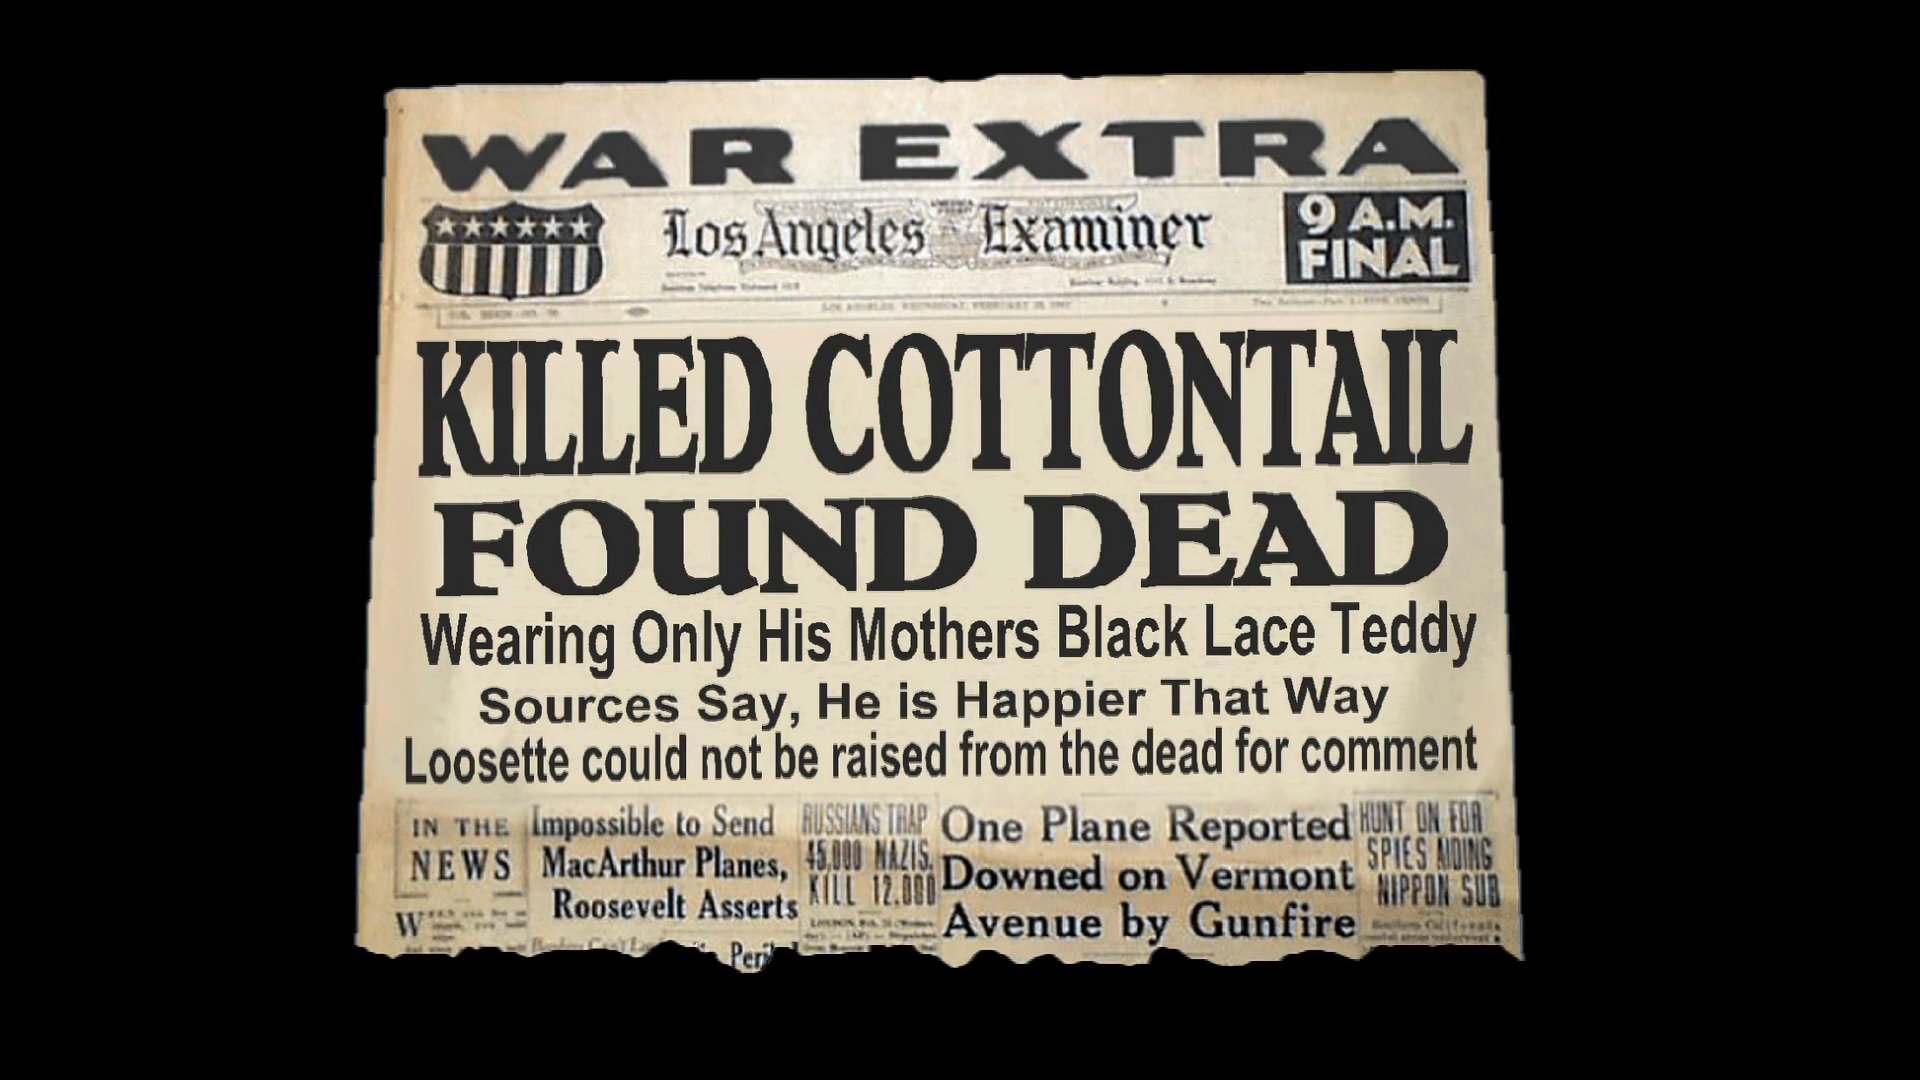 WAR EXTRA
Los Angeles Examiner
9 A.M.
FINAL
KILLED COTTONTAIL
FOUND DEAD
Wearing Only His Mothers Black Lace Teddy
Sources Say, He is Happier That Way
Loosette could not be raised from the dead for comment
IN THE
NEWS
Impossible to Send
MacArthur Planes,
Roosevelt Asserts
RUSSIANS TRAP
45,000 NAZIS,
KILL 12,000
One Plane Reported
Downed on Vermont
Avenue by Gunfire
HUNT ON FOR
SPIES AIDING
NIPPON SUB